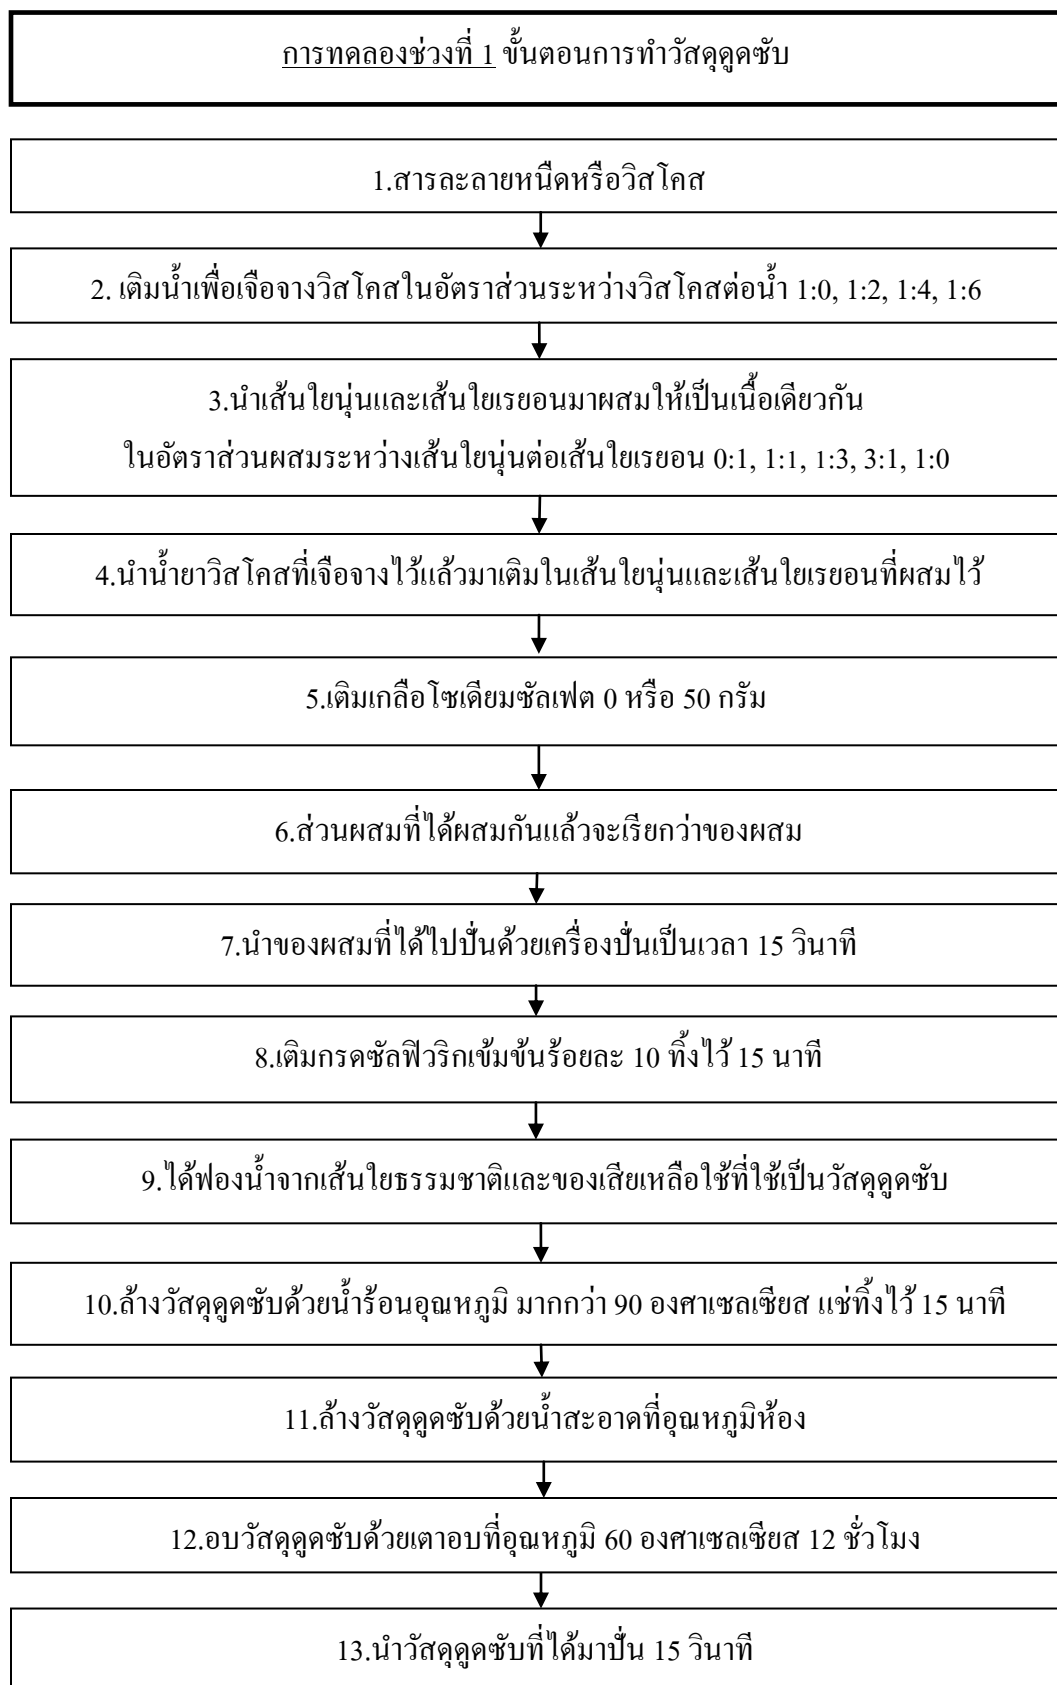 การทดลองช่วงที่ 1 ขั้นตอนการทำวัสดุดูดซับ
1.สารละลายหนืดหรือวิสโคส
2. เติมน้ำเพื่อเจือจางวิสโคสในอัตราส่วนระหว่างวิสโคสต่อน้ำ 1:0, 1:2, 1:4, 1:6
3.นำเส้นใยนุ่นและเส้นใยเรยอนมาผสมให้เป็นเนื้อเดียวกัน
ในอัตราส่วนผสมระหว่างเส้นใยนุ่นต่อเส้นใยเรยอน 0:1, 1:1, 1:3, 3:1, 1:0
4.นำน้ำยาวิสโคสที่เจือจางไว้แล้วมาเติมในเส้นใยนุ่นและเส้นใยเรยอนที่ผสมไว้
5.เติมเกลือโซเดียมซัลเฟต 0 หรือ 50 กรัม
6.ส่วนผสมที่ได้ผสมกันแล้วจะเรียกว่าของผสม
7.นำของผสมที่ได้ไปปั่นด้วยเครื่องปั่นเป็นเวลา 15 วินาที
8.เติมกรดซัลฟิวริกเข้มข้นร้อยละ 10 ทิ้งไว้ 15 นาที
9.ได้ฟองน้ำจากเส้นใยธรรมชาติและของเสียเหลือใช้ที่ใช้เป็นวัสดุดูดซับ
10.ล้างวัสดุดูดซับด้วยน้ำร้อนอุณหภูมิ มากกว่า 90 องศาเซลเซียส แช่ทิ้งไว้ 15 นาที
11.ล้างวัสดุดูดซับด้วยน้ำสะอาดที่อุณหภูมิห้อง
12.อบวัสดุดูดซับด้วยเตาอบที่อุณหภูมิ 60 องศาเซลเซียส 12 ชั่วโมง
13.นำวัสดุดูดซับที่ได้มาปั่น 15 วินาที